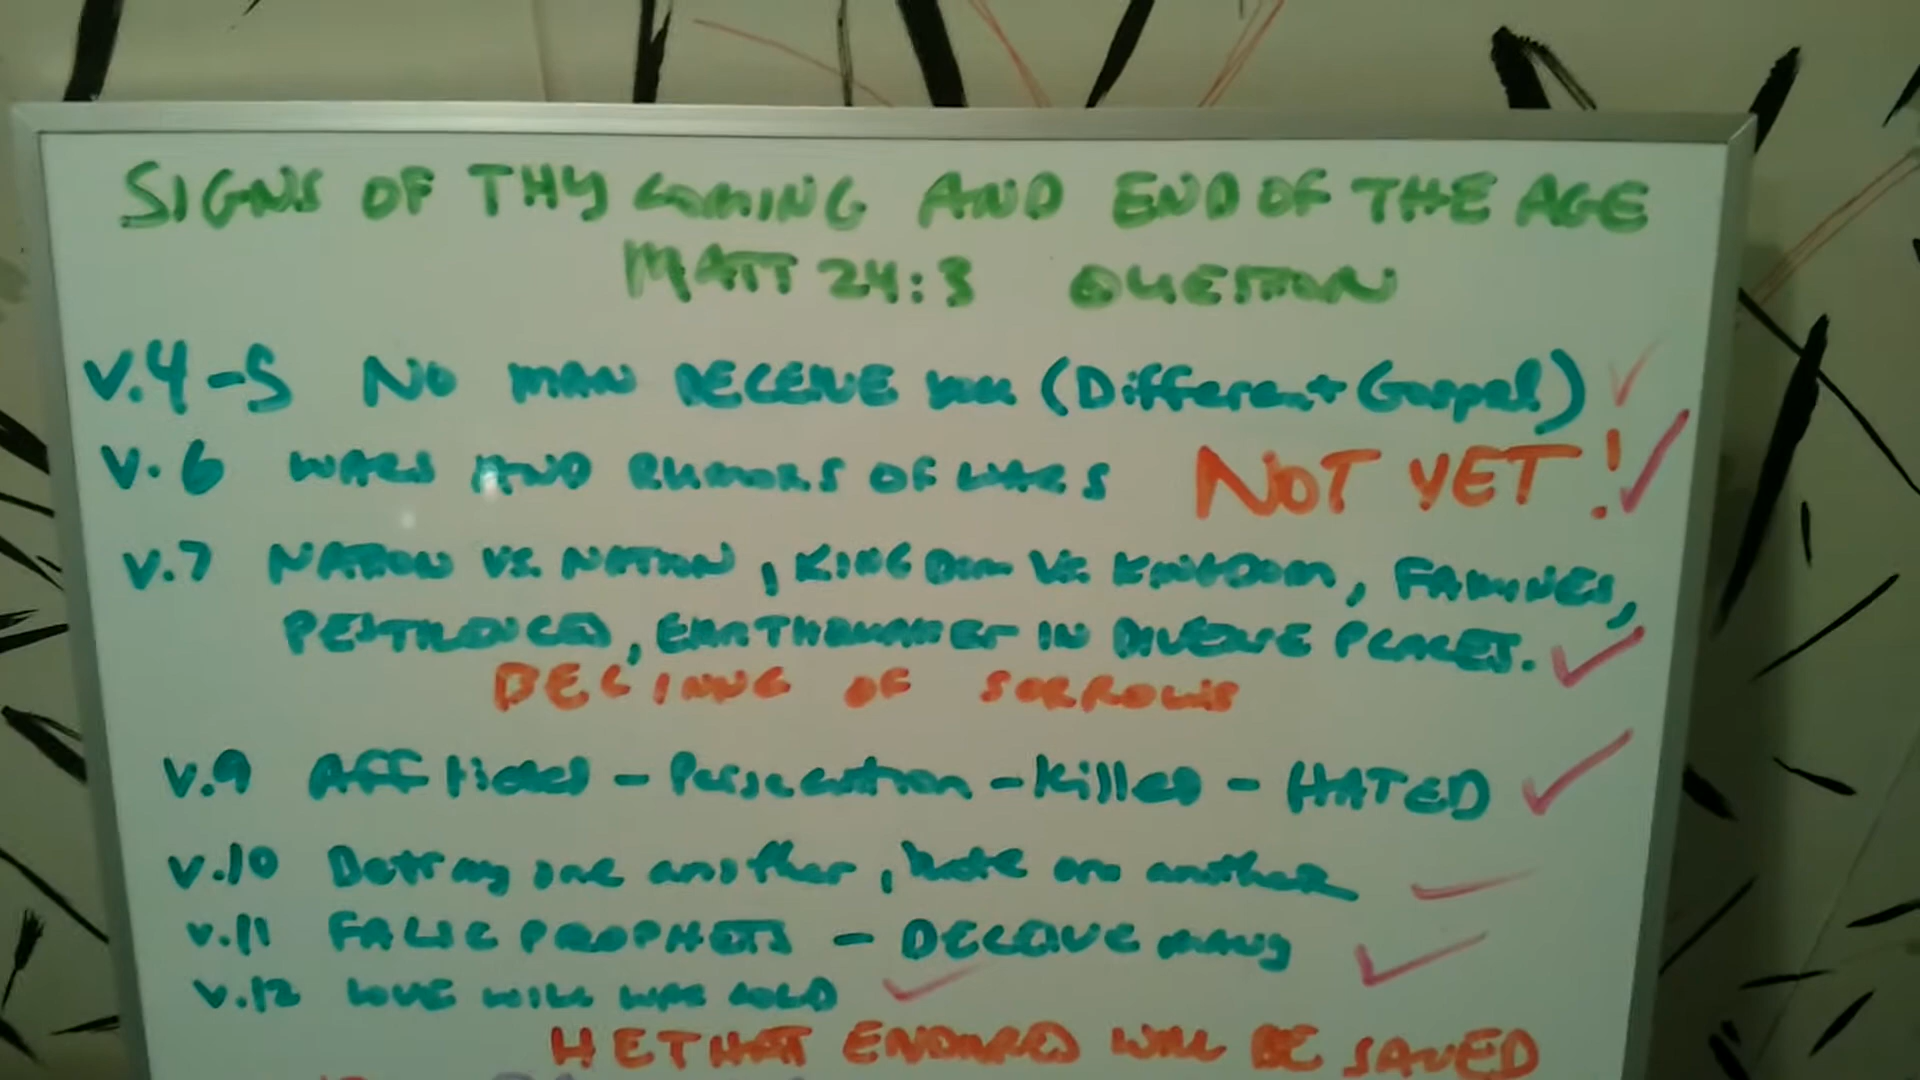 SIGNS OF THY COMING AND END OF THE AGE
MATT 24:3 QUESTION
V.4-5 NO MAN DECEIVE you (Different Gospel)
V.6 WARS AND RUMORS OF WARS NOT YET!
V.7 NATION VS. NATION, KINGDOM VS KINGDOM, FAMINES,
PESTILENCES, EARTHQUAKES IN DIVERSE PLACES.
BEGINNG OF SORROWS
V.9 Afflicted - Persecution - Killed - HATED
V.10 Betray one another, hate one another
V.11 FALSE PROPHETS - DECEIVE many
V.12 LOVE WILL WAX COLD
HE THAT ENDURES WILL BE SAVED